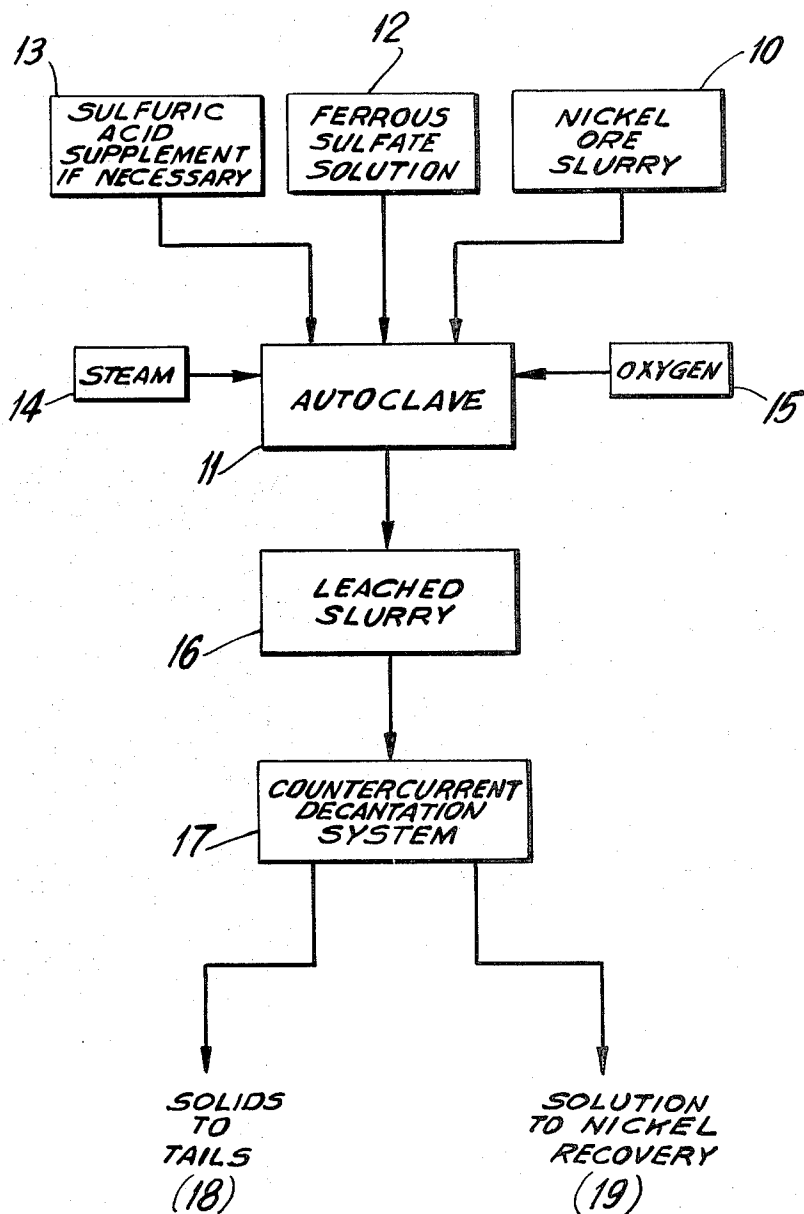 13
12
10
SULFURIC
ACID
SUPPLEMENT
IF NECESSARY
FERROUS
SULFATE
SOLUTION
NICKEL
ORE
SLURRY
STEAM
14
AUTOCLAVE
11
OXYGEN
15
LEACHED
SLURRY
16
COUNTERCURRENT
DECANTATION
SYSTEM
17
SOLIDS
TO
TAILS
(18)
SOLUTION
TO NICKEL
RECOVERY
(19)